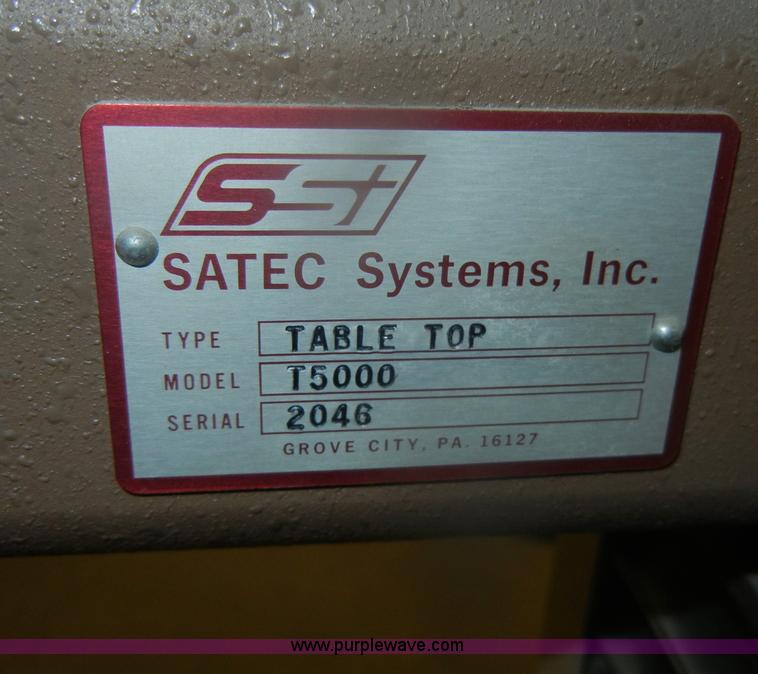 SSt
SATEC Systems, Inc.
TYPE TABLE TOP
MODEL T5000
SERIAL 2046
GROVE CITY, PA. 16127
www.purplewave.com